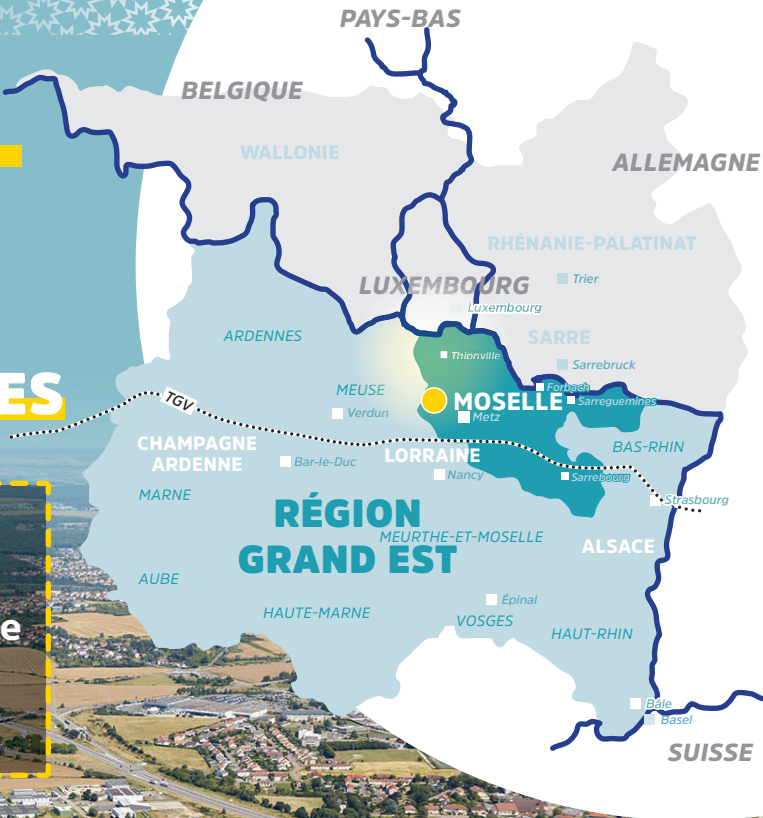 PAYS-BAS
BELGIQUE
WALLONIE
ALLEMAGNE
RHÉNANIE-PALATINAT
Trier
LUXEMBOURG
Luxembourg
SARRE
ARDENNES
Thionville
Sarrebruck
ES
TGV
MEUSE
Forbach
MOSELLE
Sarreguemines
Verdun
Metz
CHAMPAGNE
ARDENNE
LORRAINE
BAS-RHIN
Bar-le-Duc
Nancy
Sarrebourg
MARNE
Strasbourg
RÉGION
GRAND EST
MEURTHE-ET-MOSELLE
ALSACE
AUBE
Épinal
HAUTE-MARNE
VOSGES
e
HAUT-RHIN
Bâle
Basel
SUISSE